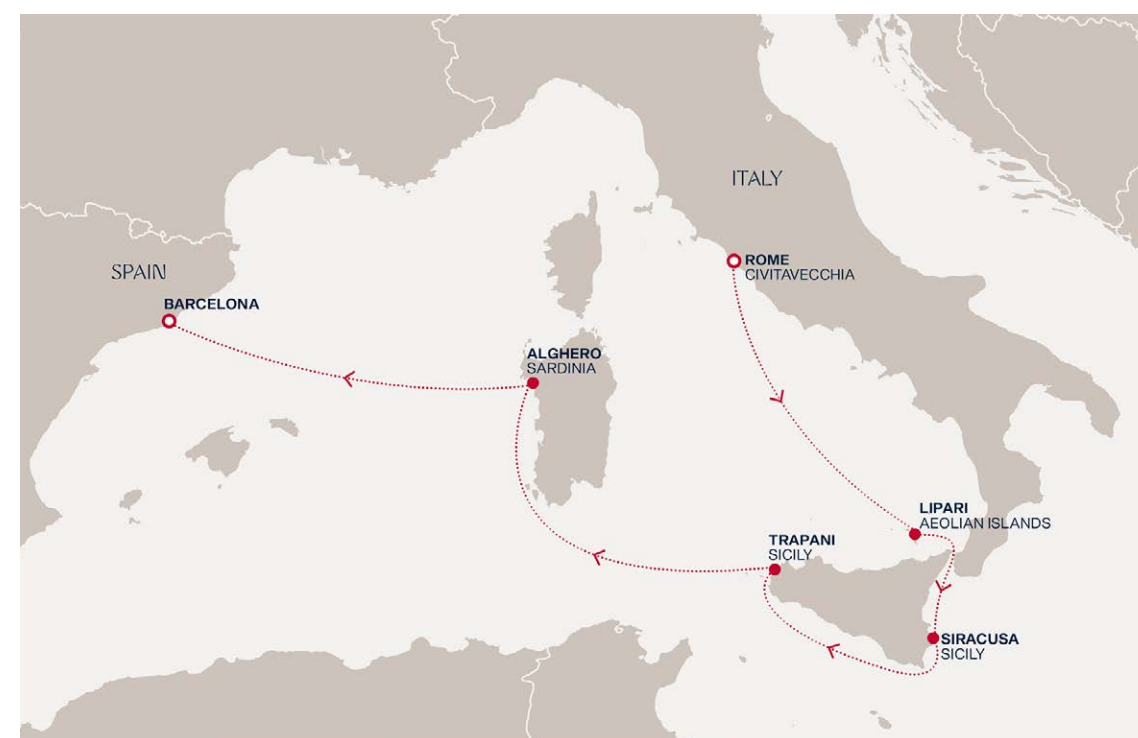 ITALY
ROME
CIVITAVECCHIA
SPAIN
BARCELONA
ALGHERO
SARDINIA
LIPARI
AEOLIAN ISLANDS
TRAPANI
SICILY
SIRACUSA
SICILY